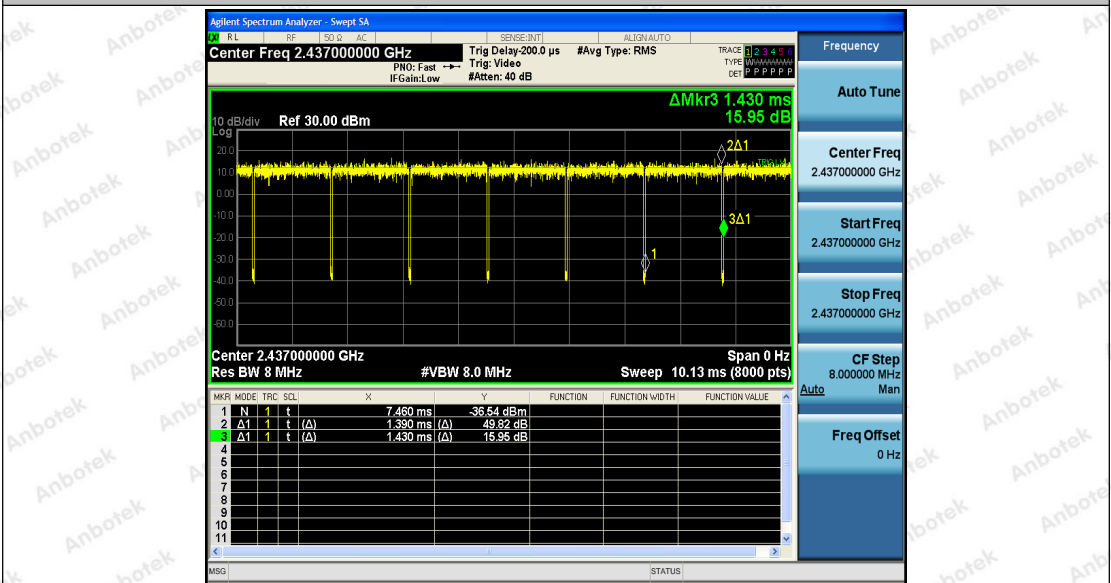 Agilent Spectrum Analyzer - Swept SA
LXI RL RF 50 Ω AC SENSE:INT ALIGNAUTO
Center Freq 2.437000000 GHz
PNO: Fast
IFGain:Low
Trig Delay-200.0 µs
Trig: Video
#Atten: 40 dB
#Avg Type: RMS
TRACE 1 2 3 4 5 6
TYPE W
DET P P P P P P
ΔMkr3 1.430 ms
15.95 dB
10 dB/div Ref 30.00 dBm
Log
20.0
10.0
0.00
-10.0
-20.0
-30.0
-40.0
-50.0
-60.0
2Δ1
3Δ1
1
Center 2.437000000 GHz Span 0 Hz
Res BW 8 MHz #VBW 8.0 MHz Sweep 10.13 ms (8000 pts)
MKR MODE TRC SCL X Y FUNCTION FUNCTION WIDTH FUNCTION VALUE
1 N 1 t 7.460 ms -36.54 dBm
2 Δ1 1 t (Δ) 1.390 ms (Δ) 49.82 dB
3 Δ1 1 t (Δ) 1.430 ms (Δ) 15.95 dB
4
5
6
7
8
9
10
11
MSG STATUS
Frequency
Auto Tune
Center Freq
2.437000000 GHz
Start Freq
2.437000000 GHz
Stop Freq
2.437000000 GHz
CF Step
8.000000 MHz
Auto Man
Freq Offset
0 Hz
Anbotek